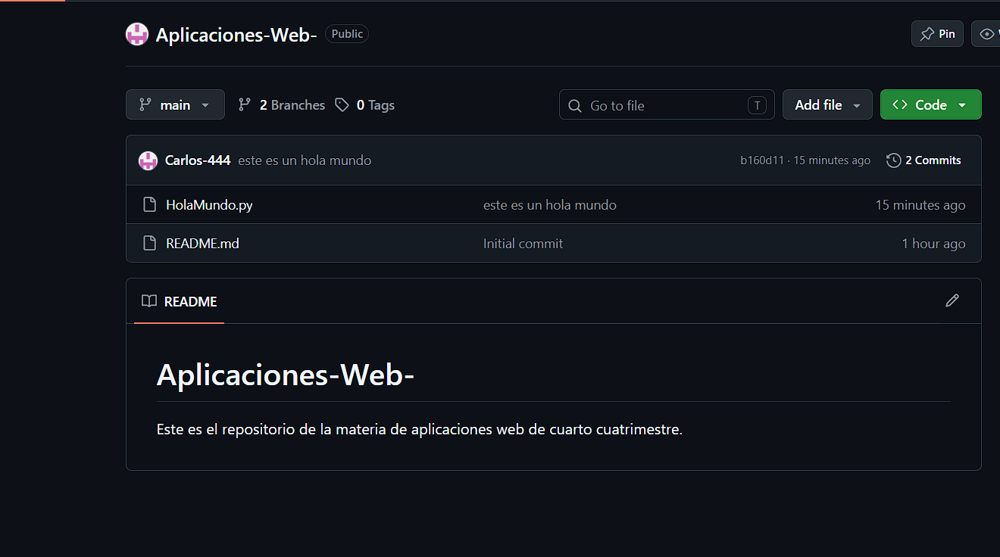 Aplicaciones-Web- Public Pin
main 2 Branches 0 Tags Go to file T Add file Code
Carlos-444 este es un hola mundo b160d11 · 15 minutes ago 2 Commits
HolaMundo.py este es un hola mundo 15 minutes ago
README.md Initial commit 1 hour ago
README
Aplicaciones-Web-
Este es el repositorio de la materia de aplicaciones web de cuarto cuatrimestre.